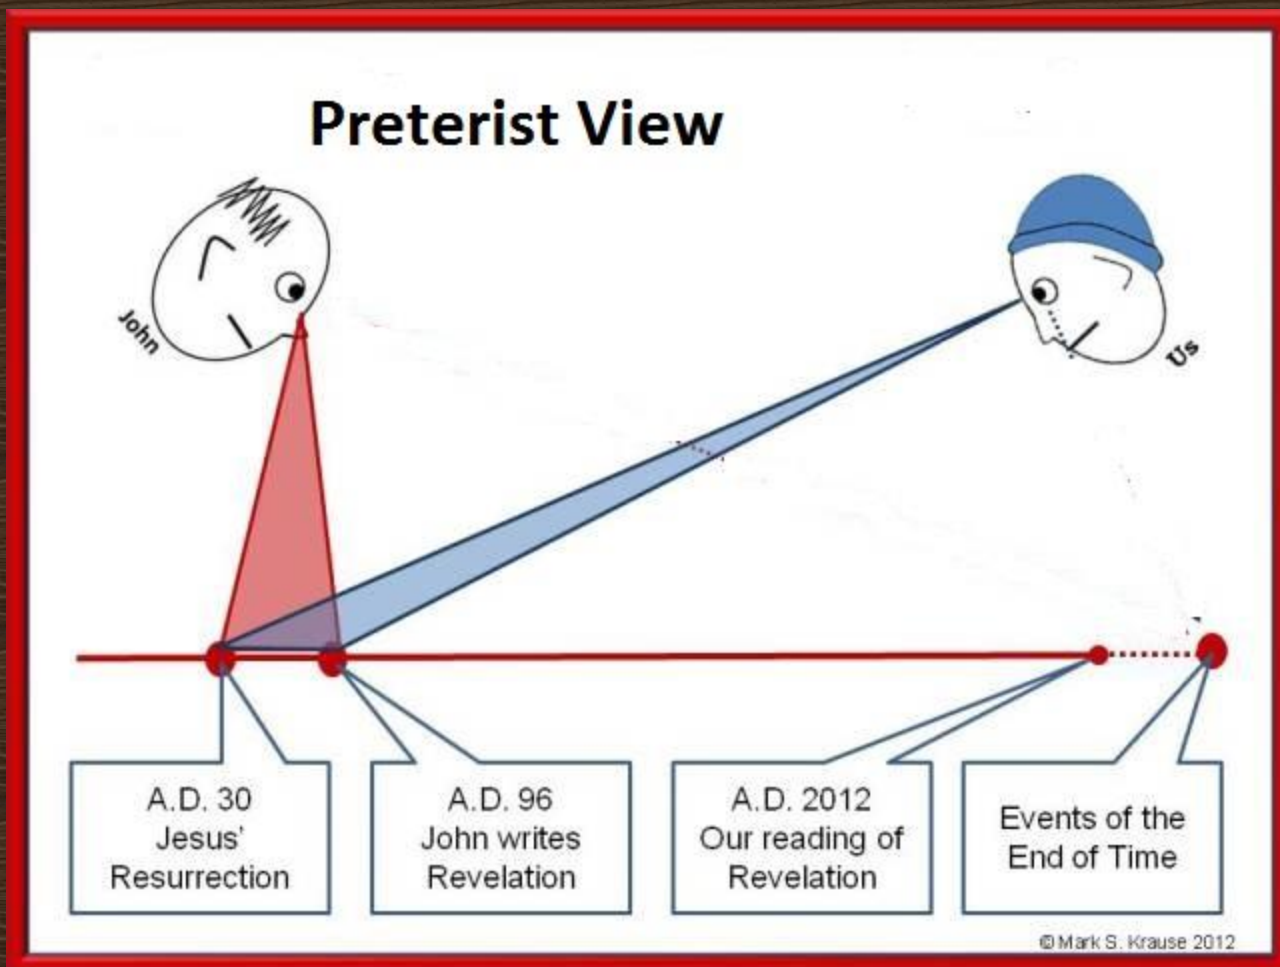 Preterist View
John
Us
A.D. 30
Jesus'
Resurrection
A.D. 96
John writes
Revelation
A.D. 2012
Our reading of
Revelation
Events of the
End of Time
© Mark S. Krause 2012